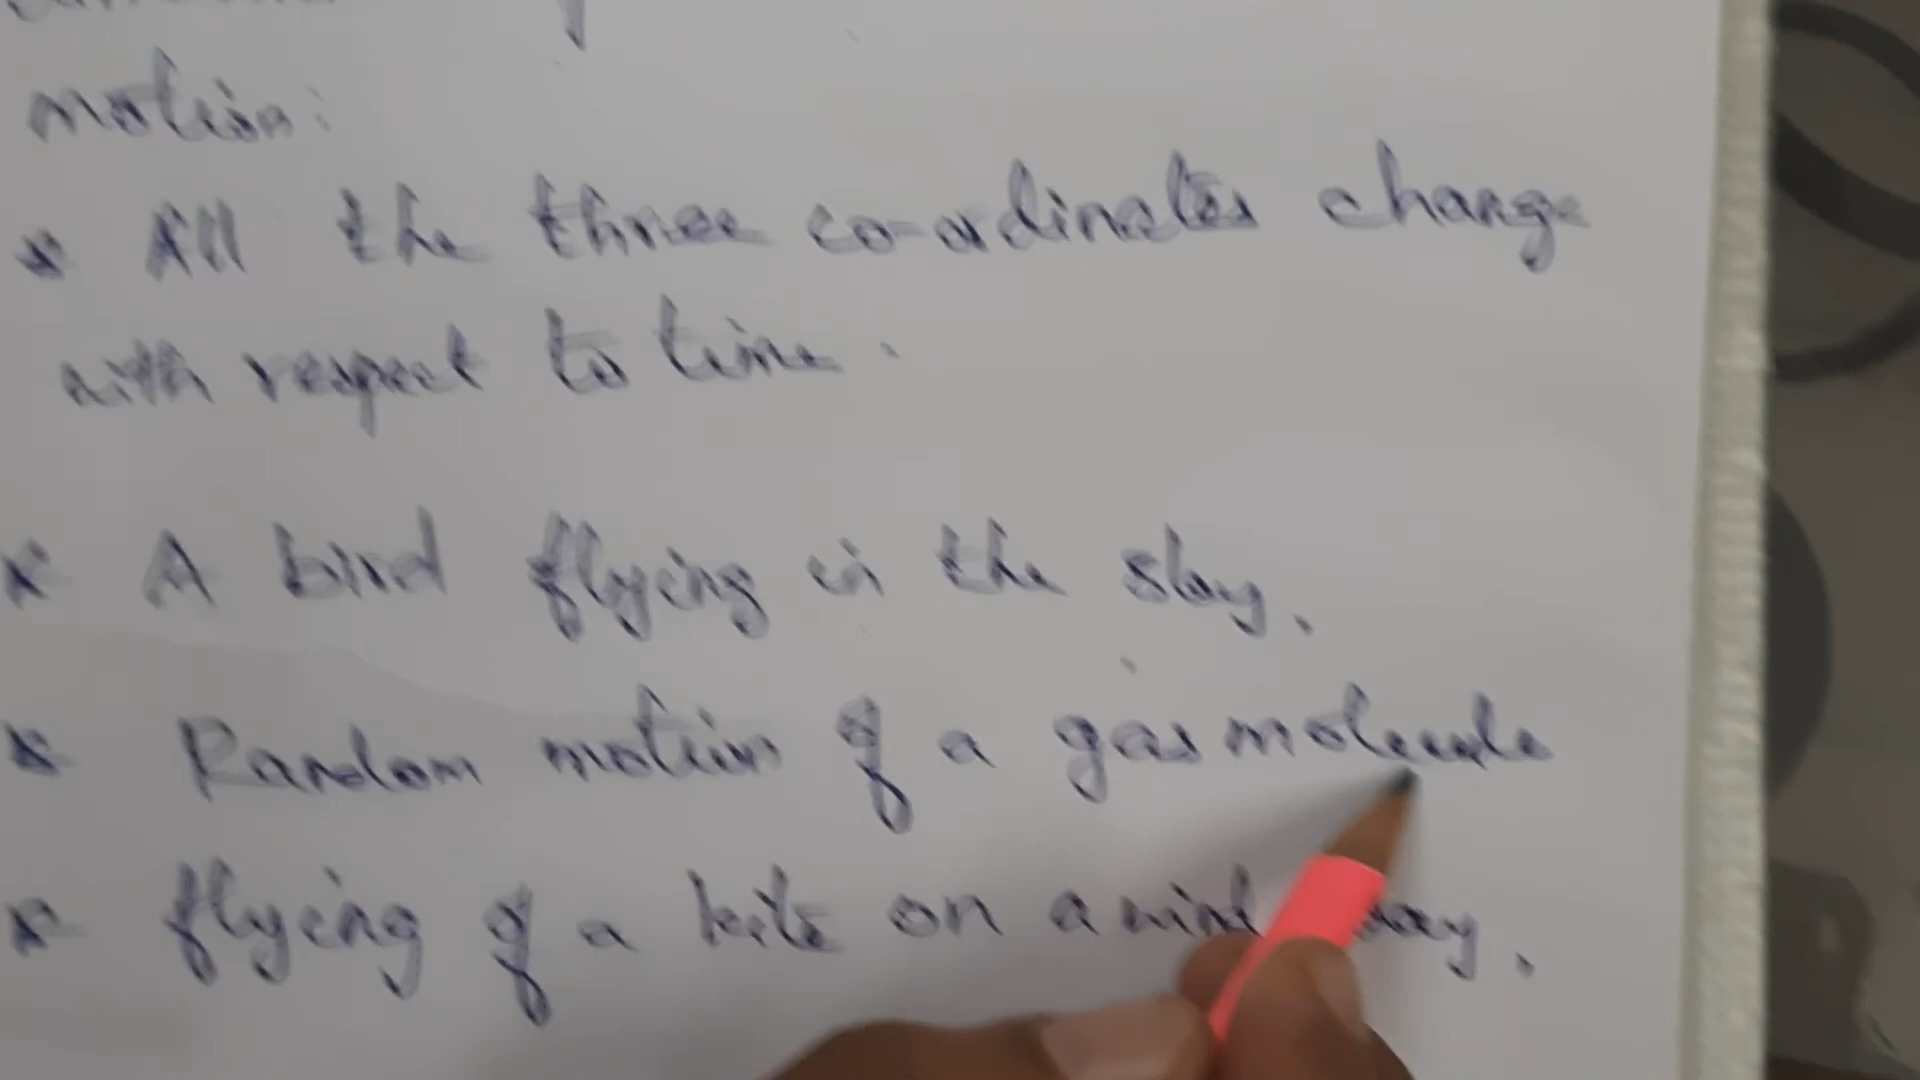 motion:
* All the three co-ordinates change
with respect to time.
* A bird flying in the sky.
* Random motion of a gas molecule
* flying of a kite on a day.